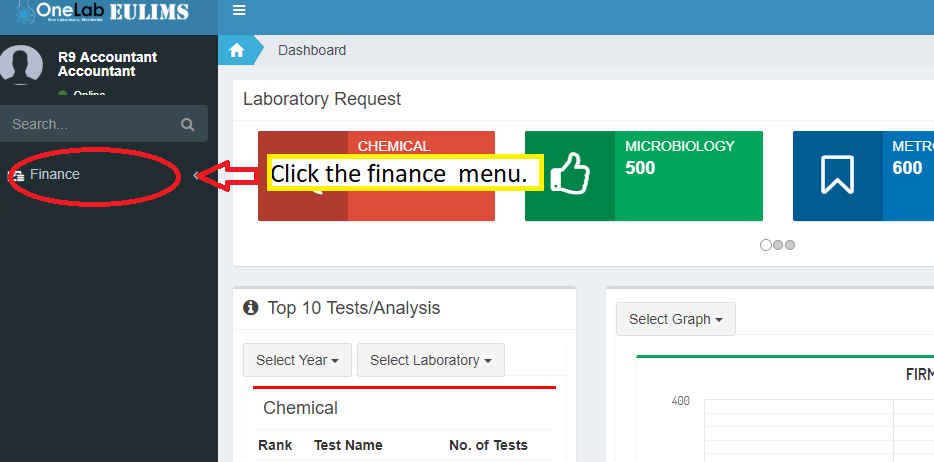 OneLab EULIMS
One Laboratory. Worldwide
R9 Accountant
Accountant
Online
Search...
Finance
Dashboard
Laboratory Request
CHEMICAL
Click the finance menu.
MICROBIOLOGY
500
METRO
600
Top 10 Tests/Analysis
Select Year
Select Laboratory
Chemical
Rank Test Name No. of Tests
Select Graph
FIRM
400